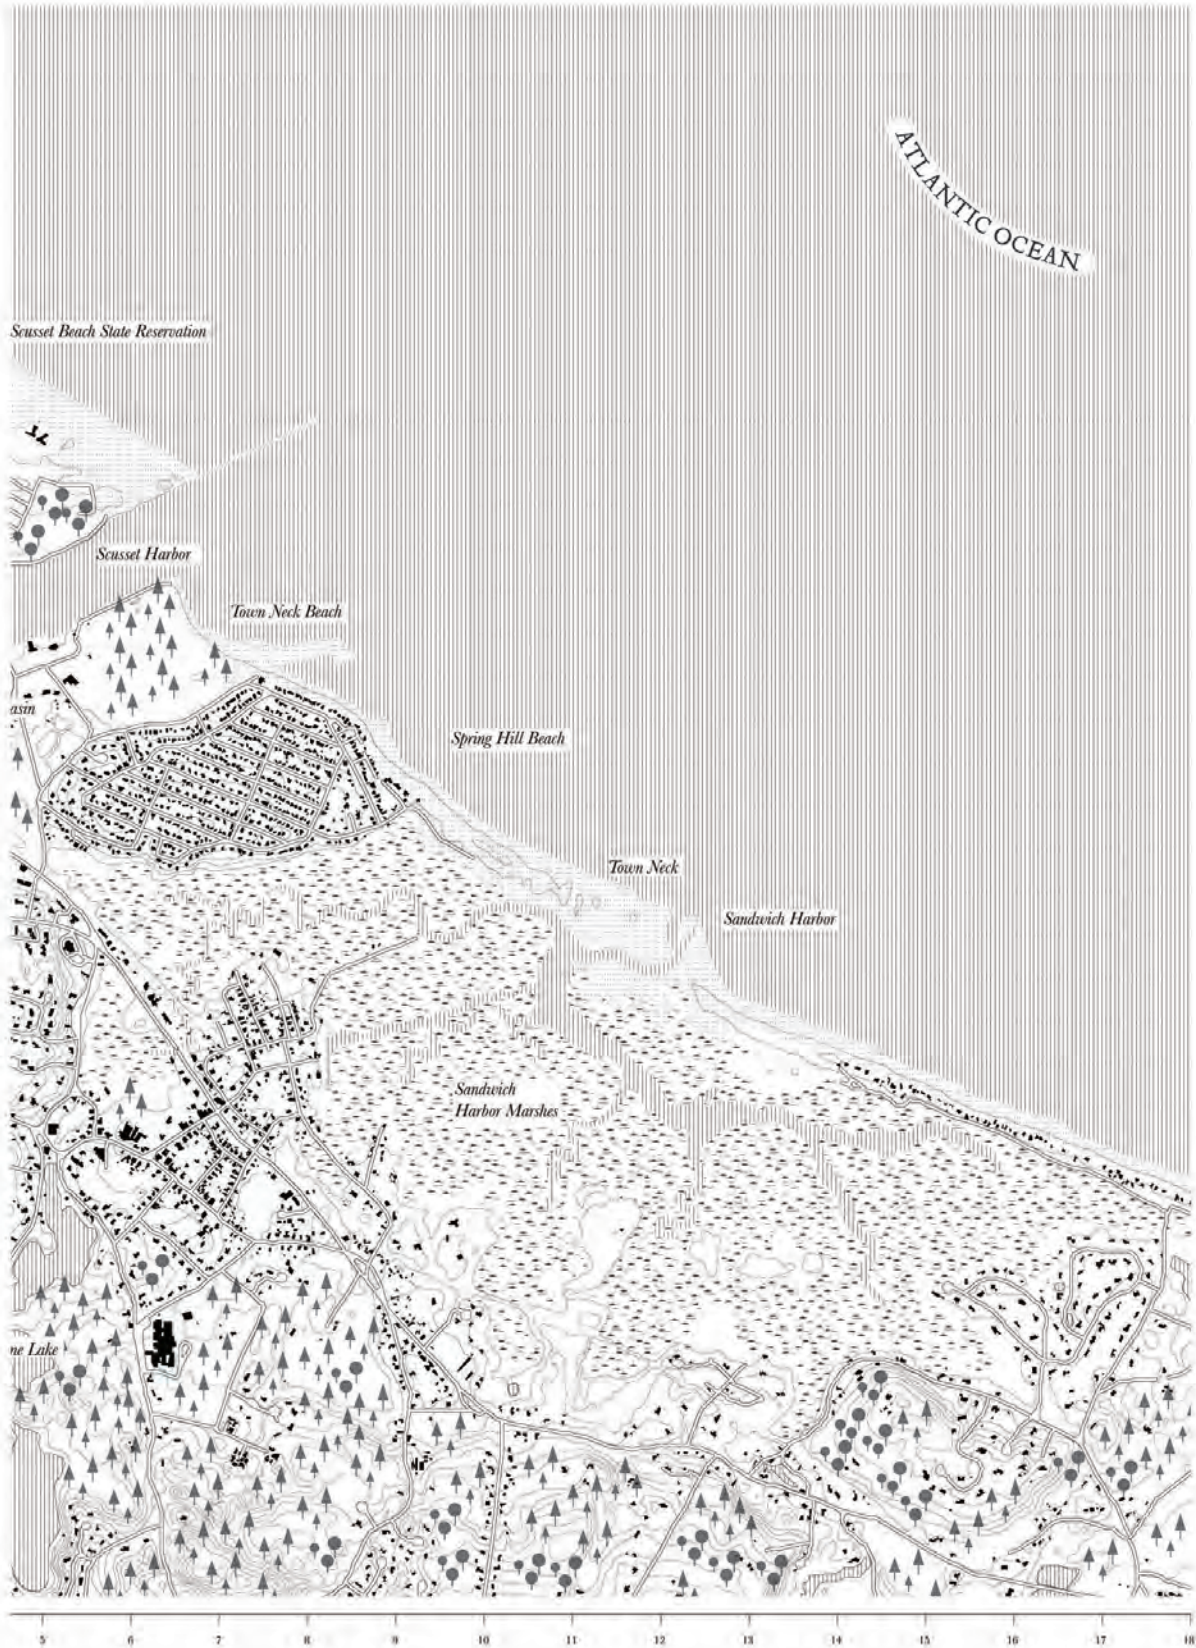 ATLANTIC OCEAN
Scusset Beach State Reservation
Scusset Harbor
Town Neck Beach
asin
Spring Hill Beach
Town Neck
Sandwich Harbor
Sandwich
Harbor Marshes
ne Lake
5 6 7 8 9 10 11 12 13 14 15 16 17 18